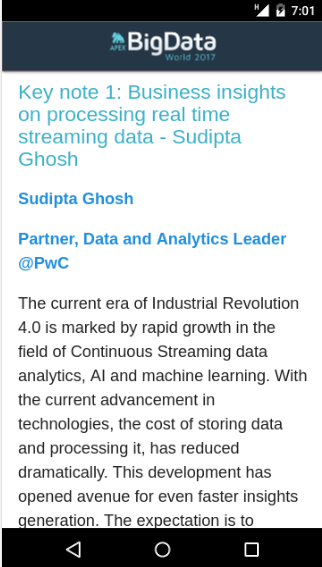 H 7:01
BigData
APEX
World 2017
Key note 1: Business insights
on processing real time
streaming data - Sudipta
Ghosh
Sudipta Ghosh
Partner, Data and Analytics Leader
@PwC
The current era of Industrial Revolution
4.0 is marked by rapid growth in the
field of Continuous Streaming data
analytics, AI and machine learning. With
the current advancement in
technologies, the cost of storing data
and processing it, has reduced
dramatically. This development has
opened avenue for even faster insights
generation. The expectation is to